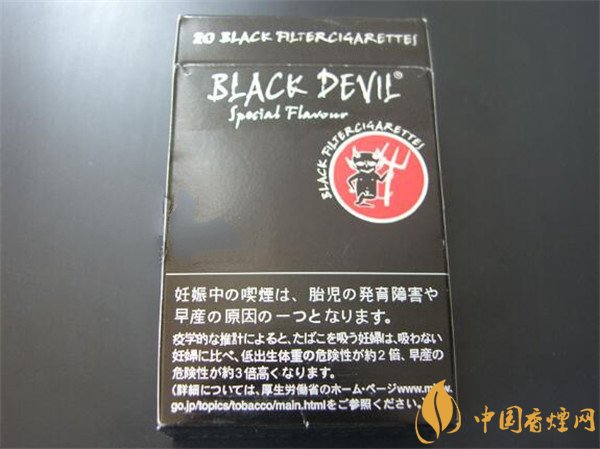 20 BLACK FILTERCIGARETTES
BLACK DEVIL®
Special Flavour
BLACK FILTERCIGARETTES
妊娠中の喫煙は、胎児の発育障害や
早産の原因の一つとなります。
疫学的な推計によると、たばこを吸う妊婦は、吸わない
妊婦に比べ、低出生体重の危険性が約2倍、早産の
危険性が約3倍高くなります。
(詳細については、厚生労働省のホーム・ページwww.mhlw.
go.jp/topics/tobacco/main.htmlをご参照ください。)
中国香煙网